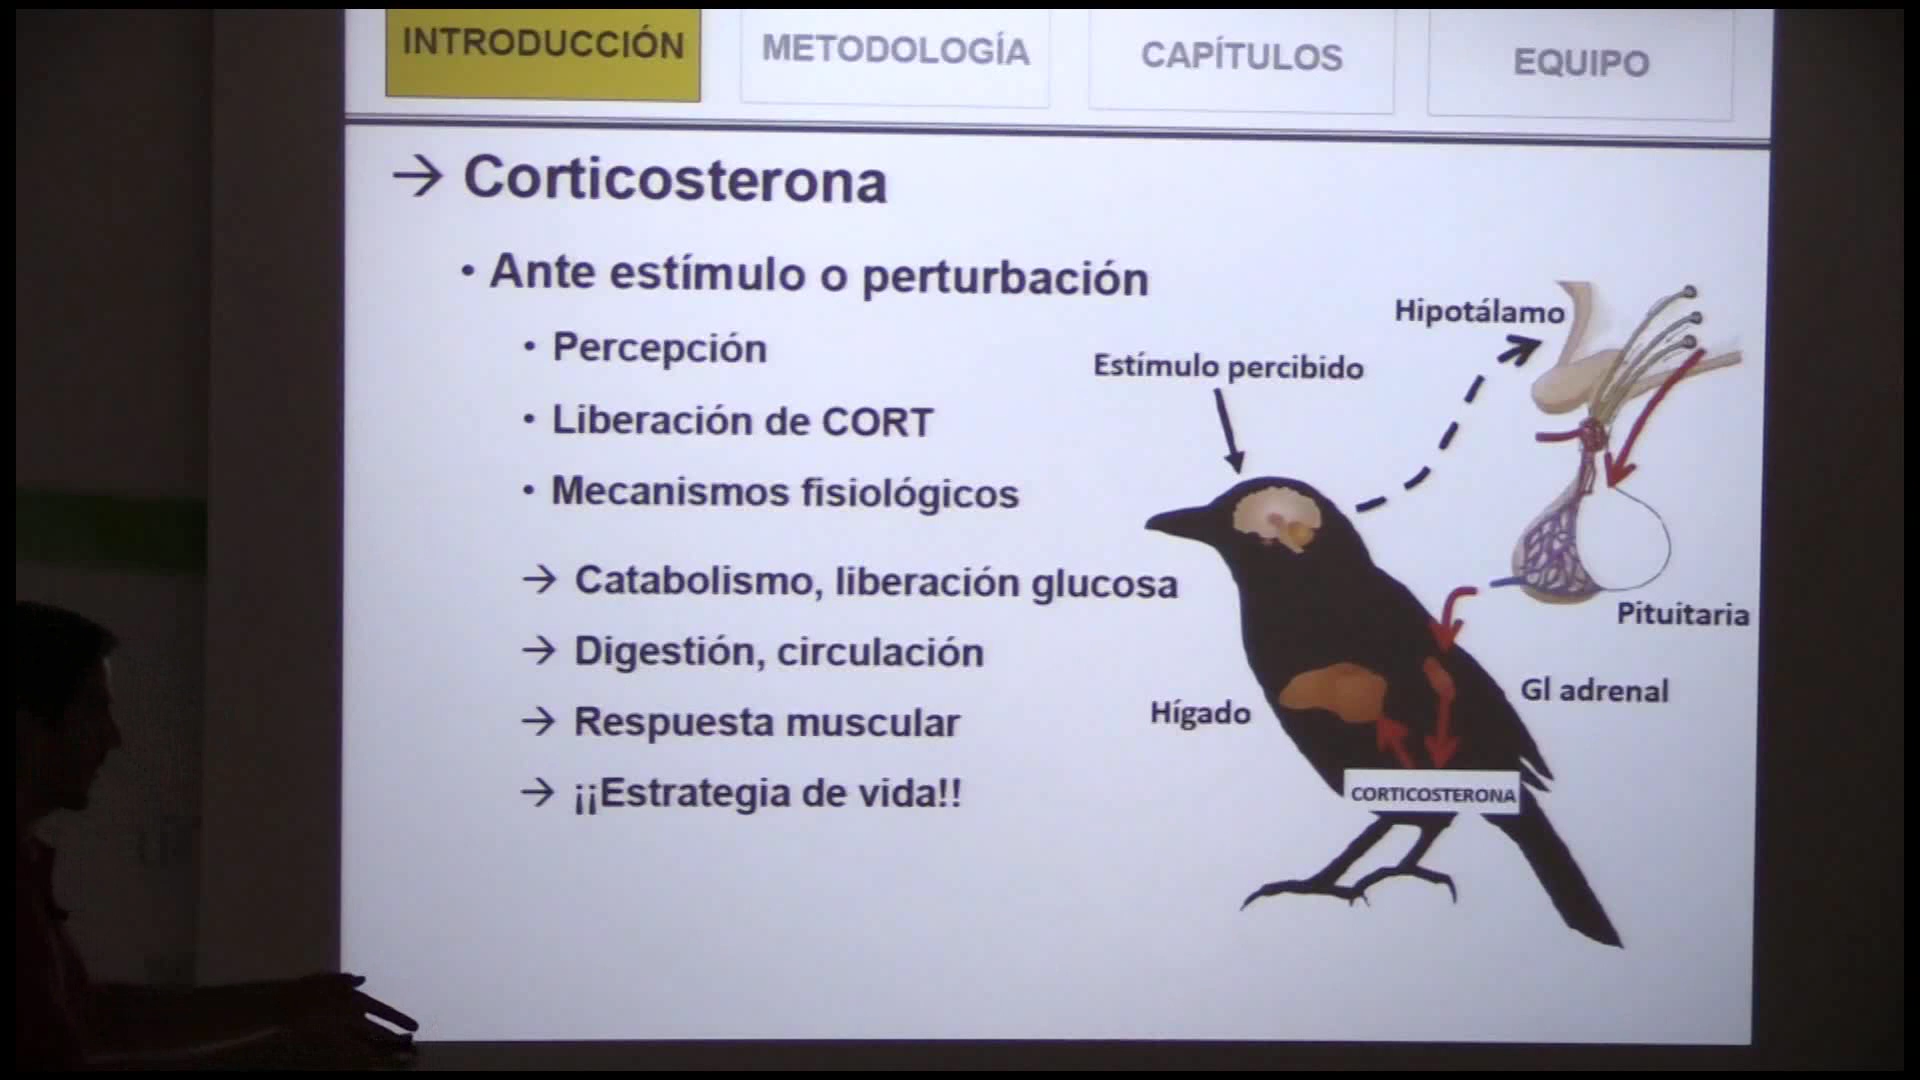 INTRODUCCIÓN
METODOLOGÍA
CAPÍTULOS
EQUIPO
→ Corticosterona
• Ante estímulo o perturbación
• Percepción
• Liberación de CORT
• Mecanismos fisiológicos
→ Catabolismo, liberación glucosa
→ Digestión, circulación
→ Respuesta muscular
→ ¡¡Estrategia de vida!!
Hipotálamo
Estímulo percibido
Pituitaria
Gl adrenal
Hígado
CORTICOSTERONA